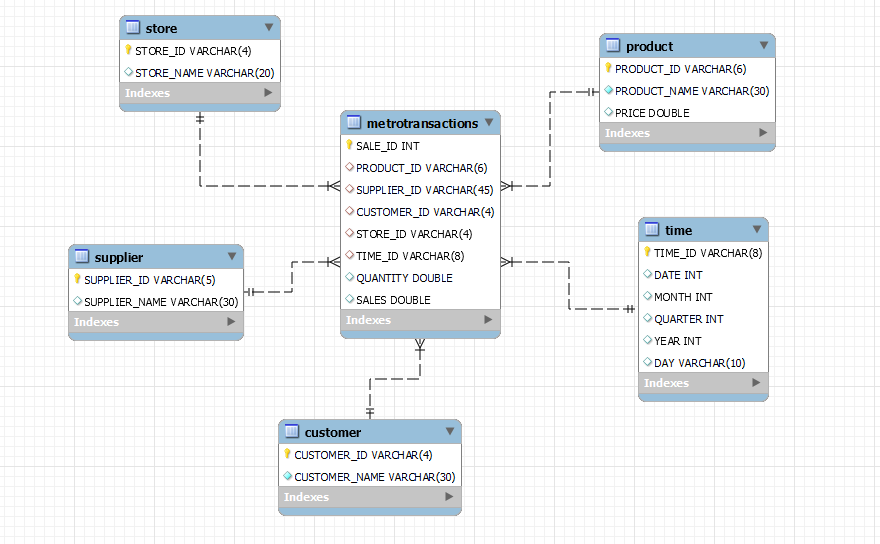 store
STORE_ID VARCHAR(4)
STORE_NAME VARCHAR(20)
Indexes
product
PRODUCT_ID VARCHAR(6)
PRODUCT_NAME VARCHAR(30)
PRICE DOUBLE
Indexes
metrotransactions
SALE_ID INT
PRODUCT_ID VARCHAR(6)
SUPPLIER_ID VARCHAR(45)
CUSTOMER_ID VARCHAR(4)
STORE_ID VARCHAR(4)
TIME_ID VARCHAR(8)
QUANTITY DOUBLE
SALES DOUBLE
Indexes
supplier
SUPPLIER_ID VARCHAR(5)
SUPPLIER_NAME VARCHAR(30)
Indexes
time
TIME_ID VARCHAR(8)
DATE INT
MONTH INT
QUARTER INT
YEAR INT
DAY VARCHAR(10)
Indexes
customer
CUSTOMER_ID VARCHAR(4)
CUSTOMER_NAME VARCHAR(30)
Indexes